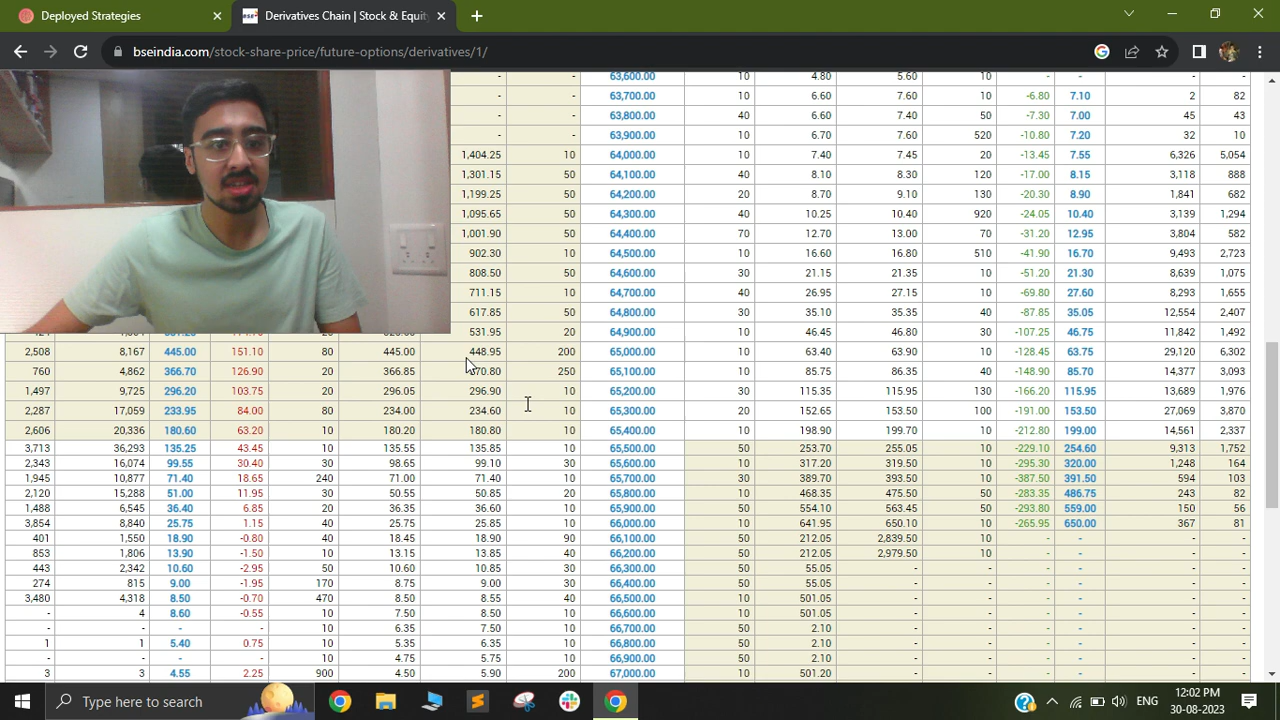 Deployed Strategies
Derivatives Chain | Stock & Equity
BSE
bseindia.com/stock-share-price/future-options/derivatives/1/
- - 63,600.00 10 4.80 5.60 10 - - - -
- - 63,700.00 10 6.60 7.60 10 -6.80 7.10 2 82
- - 63,800.00 40 6.60 7.40 50 -7.30 7.00 45 43
- - 63,900.00 10 6.70 7.60 520 -10.80 7.20 32 10
1,404.25 10 64,000.00 10 7.40 7.45 20 -13.45 7.55 6,326 5,054
1,301.15 50 64,100.00 40 8.10 8.30 120 -17.00 8.15 3,118 888
1,199.25 50 64,200.00 20 8.70 9.10 130 -20.30 8.90 1,841 682
1,095.65 50 64,300.00 40 10.25 10.40 920 -24.05 10.40 3,139 1,294
1,001.90 50 64,400.00 70 12.70 13.00 70 -31.20 12.95 3,804 582
902.30 10 64,500.00 10 16.60 16.80 510 -41.90 16.70 9,493 2,723
808.50 50 64,600.00 30 21.15 21.35 10 -51.20 21.30 8,639 1,075
711.15 10 64,700.00 40 26.95 27.15 10 -69.80 27.60 8,293 1,655
617.85 50 64,800.00 30 35.10 35.35 40 -87.85 35.05 12,554 2,407
531.95 20 64,900.00 10 46.45 46.80 30 -107.25 46.75 11,842 1,492
2,508 8,167 445.00 151.10 80 445.00 448.95 200 65,000.00 10 63.40 63.90 10 -128.45 63.75 29,120 6,302
760 4,862 366.70 126.90 20 366.85 70.80 250 65,100.00 10 85.75 86.35 40 -148.90 85.70 14,377 3,093
1,497 9,725 296.20 103.75 20 296.05 296.90 10 65,200.00 30 115.35 115.95 130 -166.20 115.95 13,689 1,976
2,287 17,059 233.95 84.00 80 234.00 234.60 10 65,300.00 20 152.65 153.50 100 -191.00 153.50 27,069 3,870
2,606 20,336 180.60 63.20 10 180.20 180.80 10 65,400.00 10 198.90 199.70 10 -212.80 199.00 14,561 2,337
3,713 36,293 135.25 43.45 10 135.55 135.85 10 65,500.00 50 253.70 255.05 10 -229.10 254.60 9,313 1,752
2,343 16,074 99.55 30.40 30 98.65 99.10 30 65,600.00 10 317.20 319.50 10 -295.30 320.00 1,248 164
1,945 10,877 71.40 18.65 240 71.00 71.40 10 65,700.00 30 389.70 393.50 10 -387.50 391.50 594 103
2,120 15,288 51.00 11.95 30 50.55 50.85 20 65,800.00 10 468.35 475.50 50 -283.35 486.75 243 82
1,488 6,545 36.40 6.85 20 36.35 36.60 10 65,900.00 50 554.10 563.45 50 -293.80 559.00 150 56
3,854 8,840 25.75 1.15 40 25.75 25.85 10 66,000.00 10 641.95 650.10 10 -265.95 650.00 367 81
401 1,550 18.90 -0.80 40 18.45 18.90 90 66,100.00 50 212.05 2,839.50 10 - - - -
853 1,806 13.90 -1.50 10 13.15 13.85 40 66,200.00 50 212.05 2,979.50 10 - - - -
443 2,342 10.60 -2.95 50 10.60 10.85 30 66,300.00 50 55.05 - - - - - -
274 815 9.00 -1.95 170 8.75 9.00 30 66,400.00 50 55.05 - - - - - -
3,480 4,318 8.50 -0.70 470 8.50 8.55 40 66,500.00 10 501.05 - - - - - -
- 4 8.60 -0.55 10 7.50 8.50 10 66,600.00 10 501.05 - - - - - -
- - - - 10 6.35 7.50 10 66,700.00 50 2.10 - - - - - -
1 1 5.40 0.75 10 5.35 6.35 10 66,800.00 50 2.10 - - - - - -
- - - - 10 4.75 5.75 10 66,900.00 50 2.10 - - - - - -
3 3 4.55 2.25 900 4.50 5.90 200 67,000.00 10 501.20 - - - - - -
Type here to search
ENG
12:02 PM
30-08-2023